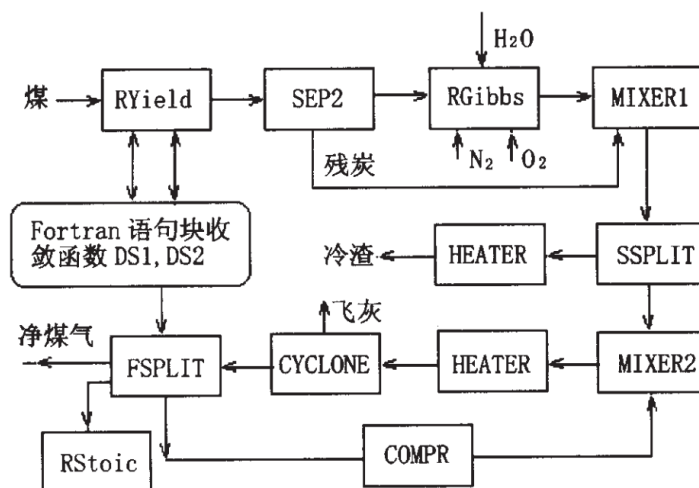 H₂O
煤
RYield
SEP2
RGibbs
MIXER1
N₂
O₂
残炭
Fortran 语句块收
敛函数 DS1,DS2
冷渣
HEATER
SSPLIT
飞灰
净煤气
FSPLIT
CYCLONE
HEATER
MIXER2
RStoic
COMPR